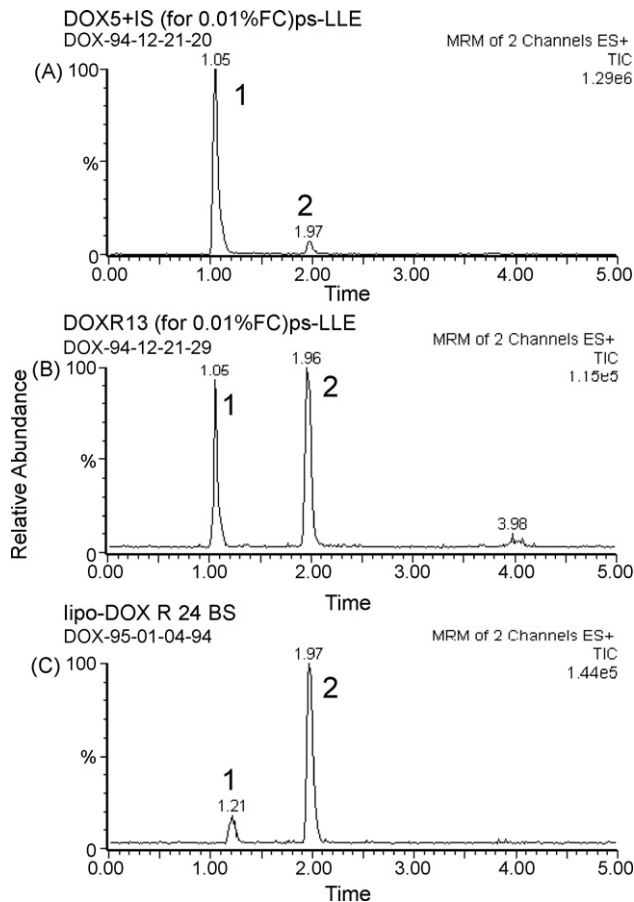 DOX5+IS (for 0.01%FC)ps-LLE
DOX-94-12-21-20
MRM of 2 Channels ES+
TIC
1.29e6
(A)
100
1.05
1
%
2
1.97
0
0.00 1.00 2.00 3.00 4.00 5.00
Time
DOXR13 (for 0.01%FC)ps-LLE
DOX-94-12-21-29
MRM of 2 Channels ES+
TIC
1.15e5
(B)
100
1.05
1
1.96
2
%
3.98
0
0.00 1.00 2.00 3.00 4.00 5.00
Time
Relative Abundance
lipo-DOX R 24 BS
DOX-95-01-04-94
MRM of 2 Channels ES+
TIC
1.44e5
(C)
100
1.97
2
%
1
1.21
0
0.00 1.00 2.00 3.00 4.00 5.00
Time